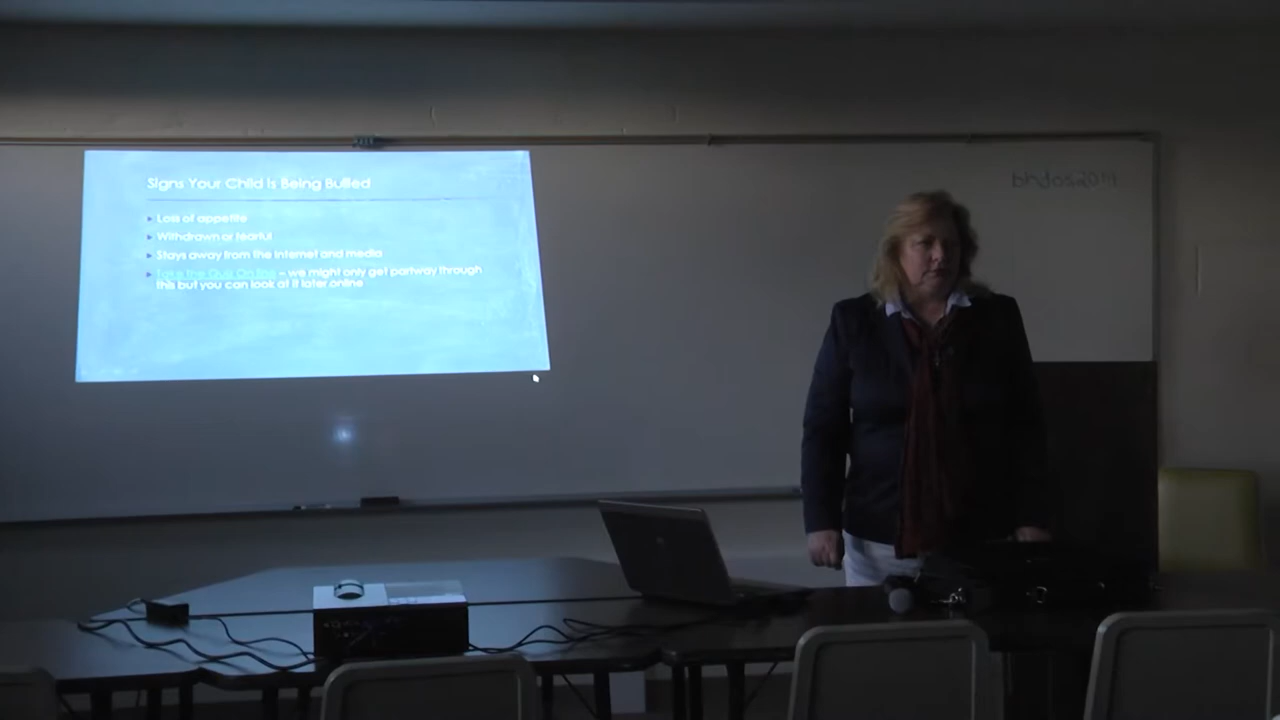 Signs Your Child is Being Bullied
Loss of appetite
Withdrawn or fearful
Stays away from the internet and media
Take the Quiz On line – we might only get partway through
this but you can look at it later online